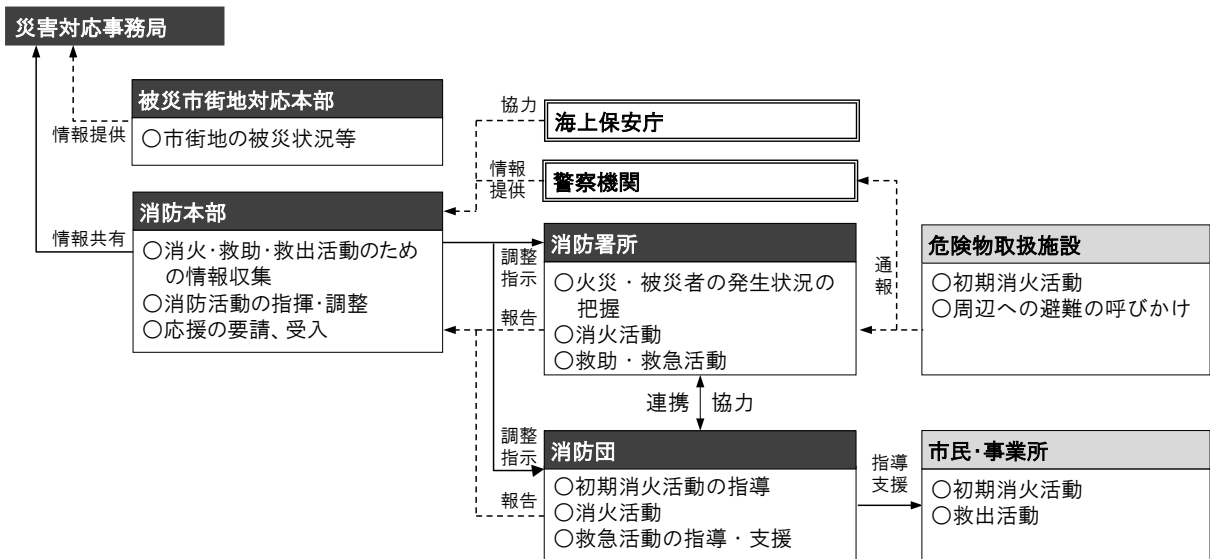 災害対応事務局
被災市街地対応本部
○市街地の被災状況等
情報提供
協力
海上保安庁
情報
提供
警察機関
消防本部
○消火･救助･救出活動のため
の情報収集
○消防活動の指揮･調整
○応援の要請、受入
情報共有
調整
指示
消防署所
○火災・被災者の発生状況の
把握
○消火活動
○救助・救急活動
報告
通
報
危険物取扱施設
○初期消火活動
○周辺への避難の呼びかけ
連携
協力
調整
指示
消防団
○初期消火活動の指導
○消火活動
○救急活動の指導・支援
報告
指導
支援
市民･事業所
○初期消火活動
○救出活動